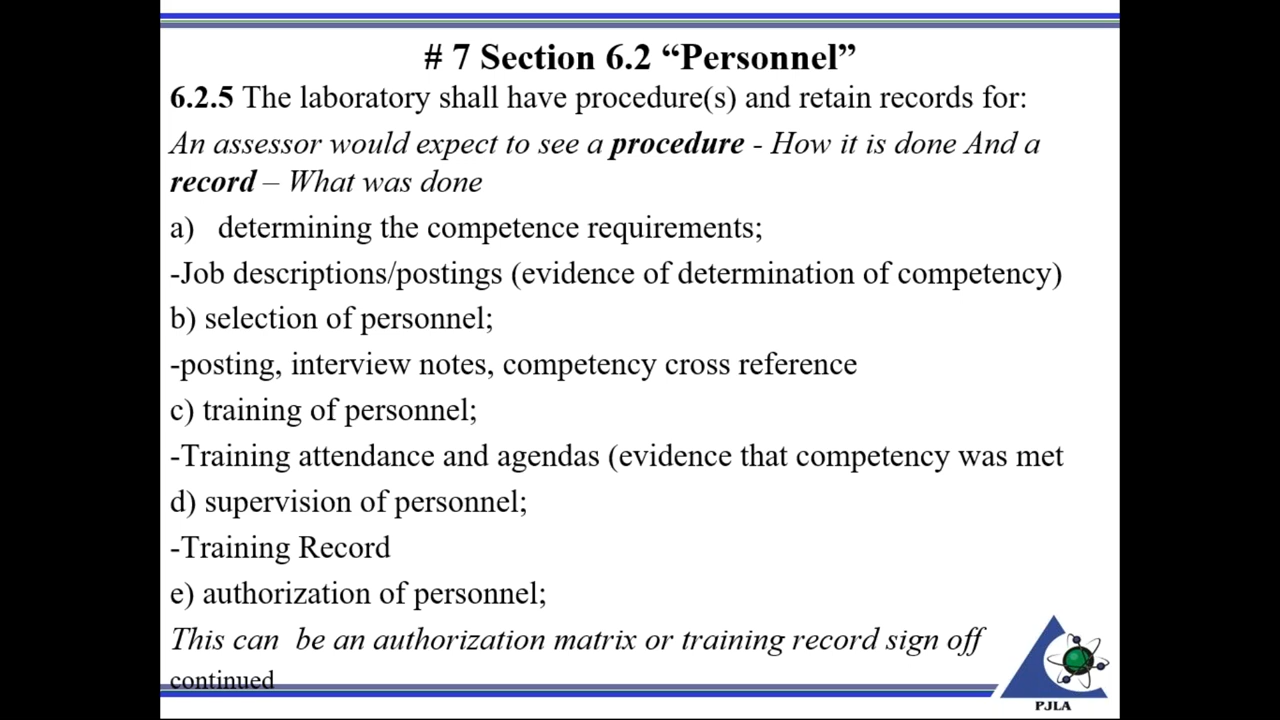 # 7 Section 6.2 “Personnel”
6.2.5 The laboratory shall have procedure(s) and retain records for:
An assessor would expect to see a procedure - How it is done And a
record – What was done
a) determining the competence requirements;
-Job descriptions/postings (evidence of determination of competency)
b) selection of personnel;
-posting, interview notes, competency cross reference
c) training of personnel;
-Training attendance and agendas (evidence that competency was met
d) supervision of personnel;
-Training Record
e) authorization of personnel;
This can be an authorization matrix or training record sign off
continued
PJLA